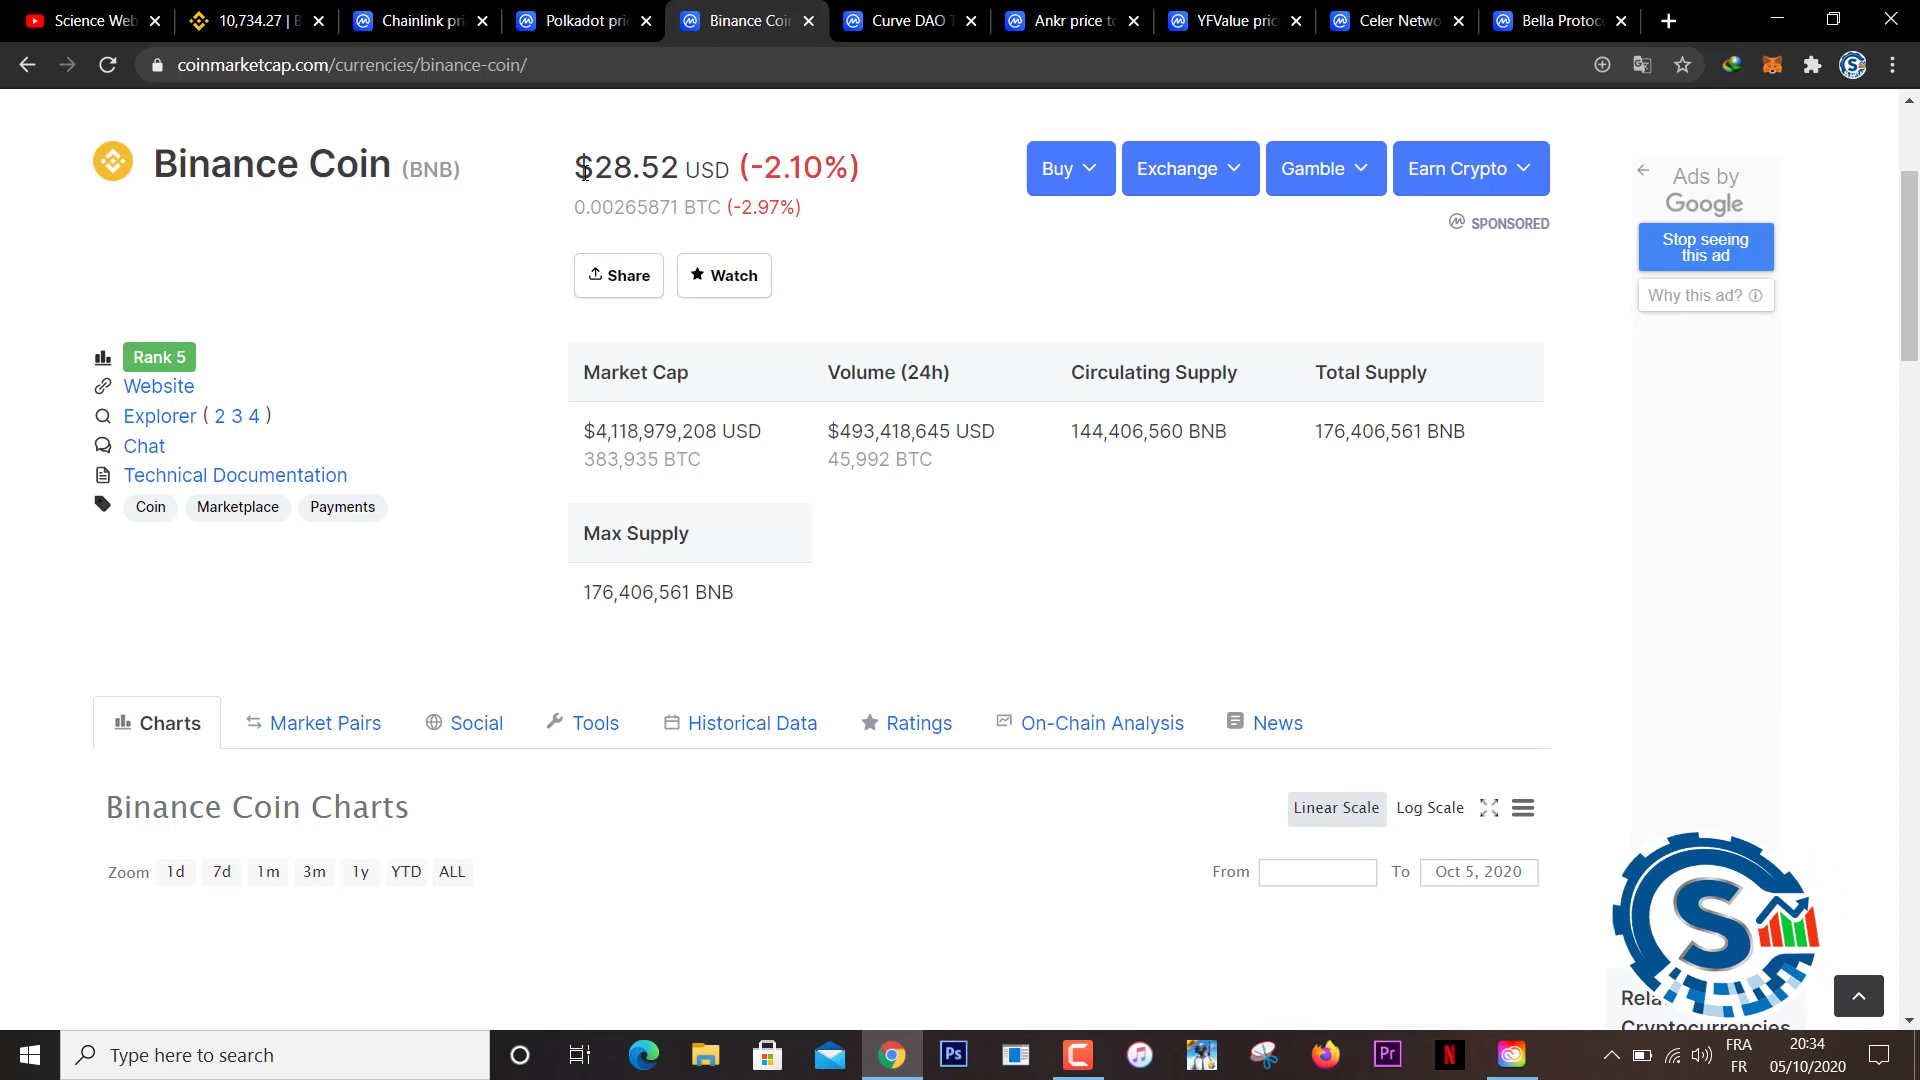 Science Web
10,734.27 | B
Chainlink pri
Polkadot pric
Binance Coin
Curve DAO T
Ankr price to
YFValue pric
Celer Netwo
Bella Protoc
coinmarketcap.com/currencies/binance-coin/
Binance Coin (BNB)
$28.52 USD (-2.10%)
0.00265871 BTC (-2.97%)
Buy
Exchange
Gamble
Earn Crypto
SPONSORED
Share
Watch
Ads by
Google
Stop seeing
this ad
Why this ad?
Rank 5
Website
Explorer ( 2 3 4 )
Chat
Technical Documentation
Coin Marketplace Payments
Market Cap Volume (24h) Circulating Supply Total Supply
$4,118,979,208 USD $493,418,645 USD 144,406,560 BNB 176,406,561 BNB
383,935 BTC 45,992 BTC
Max Supply
176,406,561 BNB
Charts Market Pairs Social Tools Historical Data Ratings On-Chain Analysis News
Binance Coin Charts
Linear Scale Log Scale
Zoom 1d 7d 1m 3m 1y YTD ALL
From To Oct 5, 2020
S
Rela
Cryptocurrencies
Type here to search
Ps
Pr
N
FRA
FR
20:34
05/10/2020